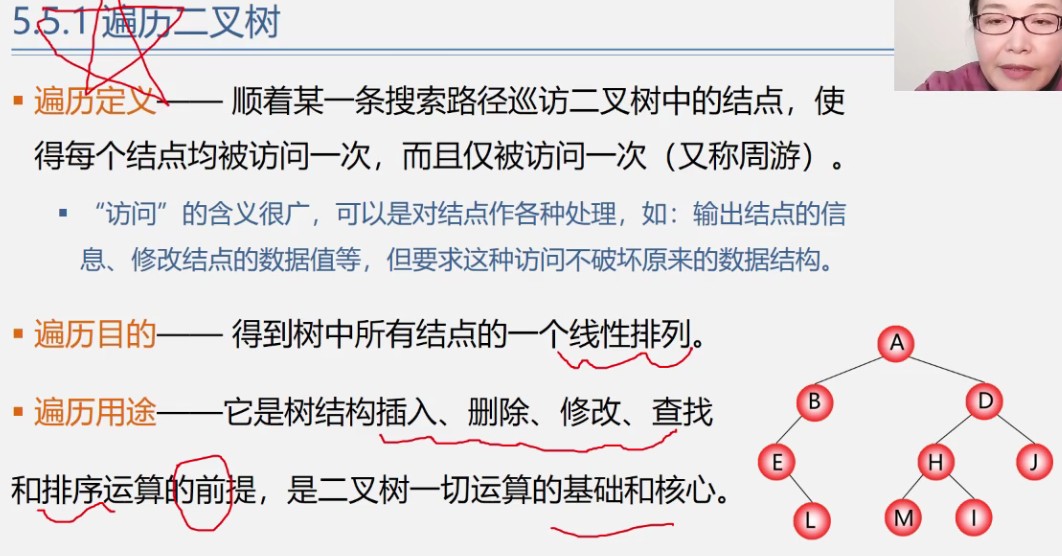 5.5.1 遍历二叉树
▪ 遍历定义—— 顺着某一条搜索路径巡访二叉树中的结点，使
得每个结点均被访问一次，而且仅被访问一次（又称周游）。
▪ “访问”的含义很广，可以是对结点作各种处理，如：输出结点的信
息、修改结点的数据值等，但要求这种访问不破坏原来的数据结构。
▪ 遍历目的—— 得到树中所有结点的一个线性排列。
▪ 遍历用途——它是树结构插入、删除、修改、查找
和排序运算的前提，是二叉树一切运算的基础和核心。
A
B D
E H J
L M I